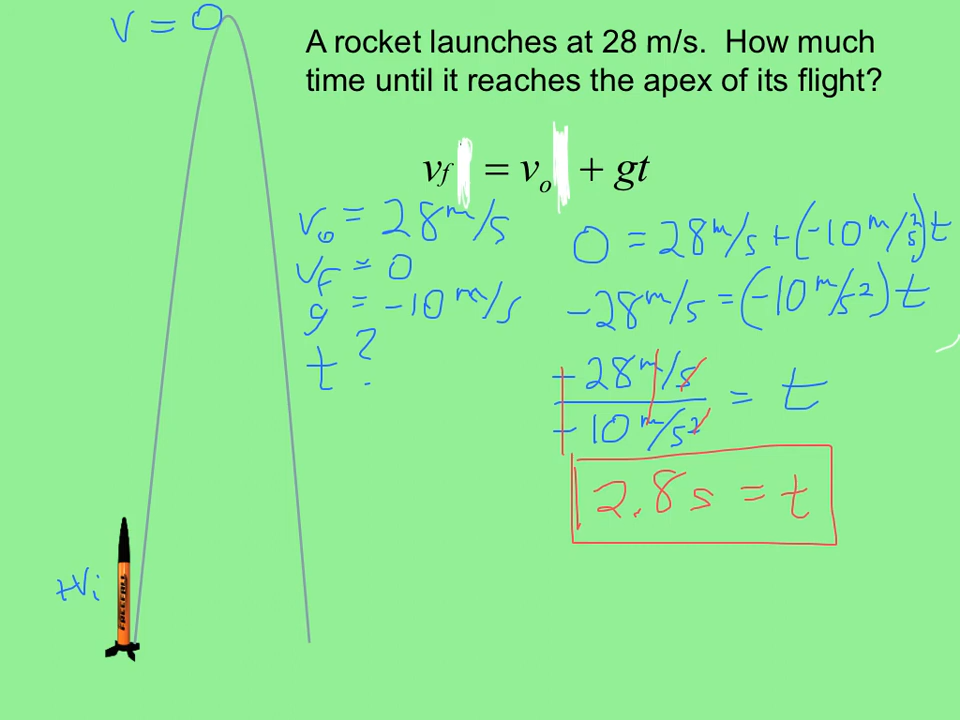 v = 0
A rocket launches at 28 m/s. How much
time until it reaches the apex of its flight?
vf = vo + gt
vo = 28 m/s
vF = 0
g = -10 m/s
t ?
0 = 28 m/s + (-10 m/s²) t
-28 m/s = (-10 m/s²) t
-28 m/s / -10 m/s² = t
2.8 s = t
+Vi